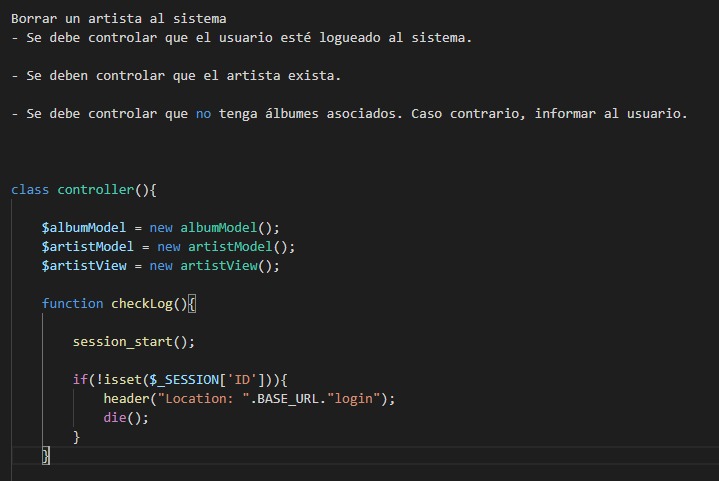 Borrar un artista al sistema
- Se debe controlar que el usuario esté logueado al sistema.
- Se deben controlar que el artista exista.
- Se debe controlar que no tenga álbumes asociados. Caso contrario, informar al usuario.
class controller(){
$albumModel = new albumModel();
$artistModel = new artistModel();
$artistView = new artistView();
function checkLog(){
session_start();
if(!isset($_SESSION['ID'])){
header("Location: ".BASE_URL."login");
die();
}
}